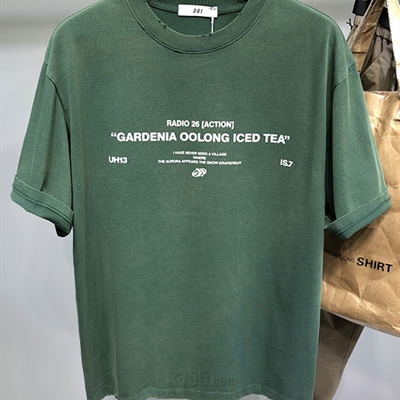 RADIO 26 [ACTION]
“GARDENIA OOLONG ICED TEA”
I HAVE NEVER SEEN A VILLAGE
UH13 WHERE IS.7
THE AURORA APPEARS THE SNOW GRAPEFRUIT
SHIRT